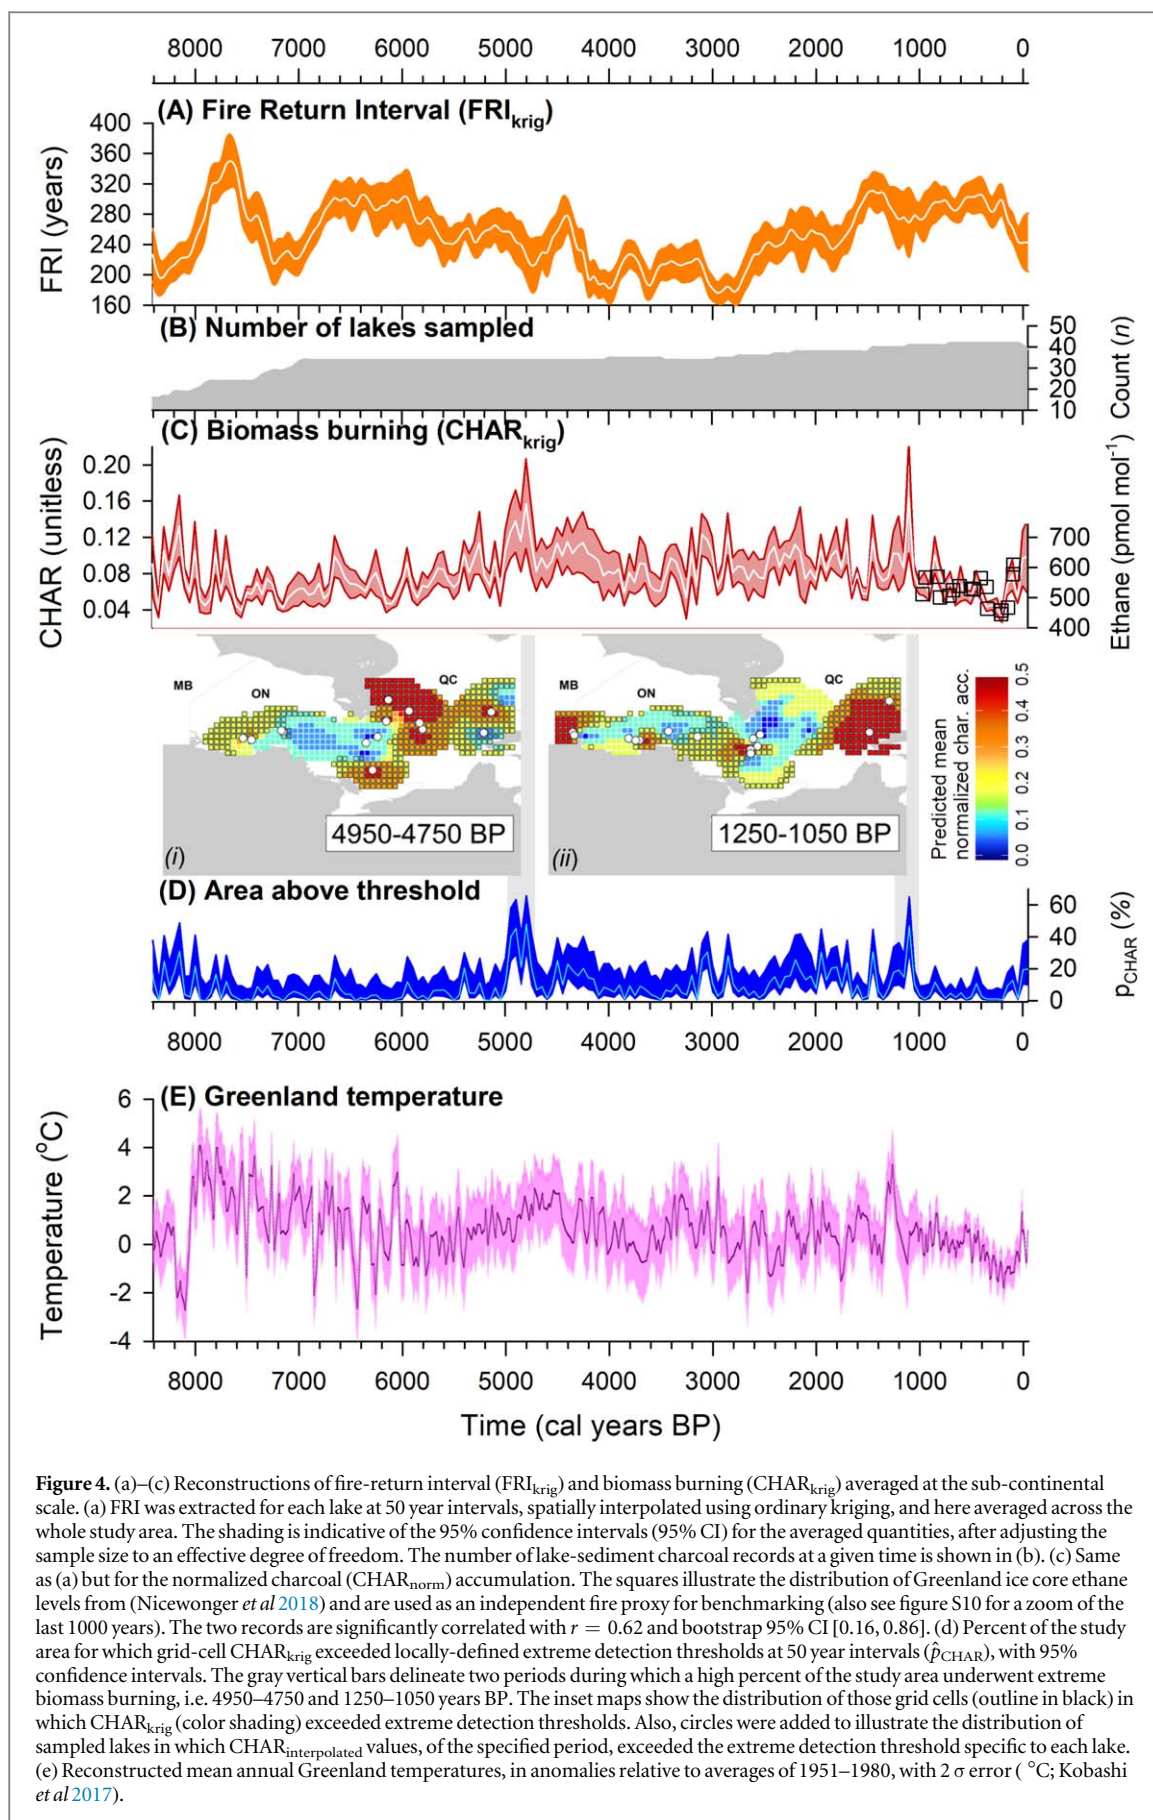 8000 7000 6000 5000 4000 3000 2000 1000 0
(A) Fire Return Interval (FRIkrig)
400
360
320
280
240
200
160
FRI (years)
(B) Number of lakes sampled
50
40
30
20
10
Count (n)
(C) Biomass burning (CHARkrig)
0.20
0.16
0.12
0.08
0.04
CHAR (unitless)
700
600
500
400
Ethane (pmol mol⁻¹)
MB
ON
QC
4950-4750 BP
(i)
MB
ON
QC
1250-1050 BP
(ii)
Predicted mean
normalized char. acc.
0.0 0.1 0.2 0.3 0.4 0.5
(D) Area above threshold
60
40
20
0
pCHAR (%)
8000 7000 6000 5000 4000 3000 2000 1000 0
(E) Greenland temperature
6
4
2
0
-2
-4
Temperature (°C)
8000 7000 6000 5000 4000 3000 2000 1000 0
Time (cal years BP)
Figure 4. (a)–(c) Reconstructions of fire-return interval (FRIkrig) and biomass burning (CHARkrig) averaged at the sub-continental
scale. (a) FRI was extracted for each lake at 50 year intervals, spatially interpolated using ordinary kriging, and here averaged across the
whole study area. The shading is indicative of the 95% confidence intervals (95% CI) for the averaged quantities, after adjusting the
sample size to an effective degree of freedom. The number of lake-sediment charcoal records at a given time is shown in (b). (c) Same
as (a) but for the normalized charcoal (CHARnorm) accumulation. The squares illustrate the distribution of Greenland ice core ethane
levels from (Nicewonger et al 2018) and are used as an independent fire proxy for benchmarking (also see figure S10 for a zoom of the
last 1000 years). The two records are significantly correlated with r = 0.62 and bootstrap 95% CI [0.16, 0.86]. (d) Percent of the study
area for which grid-cell CHARkrig exceeded locally-defined extreme detection thresholds at 50 year intervals (p̂CHAR), with 95%
confidence intervals. The gray vertical bars delineate two periods during which a high percent of the study area underwent extreme
biomass burning, i.e. 4950–4750 and 1250–1050 years BP. The inset maps show the distribution of those grid cells (outline in black) in
which CHARkrig (color shading) exceeded extreme detection thresholds. Also, circles were added to illustrate the distribution of
sampled lakes in which CHARinterpolated values, of the specified period, exceeded the extreme detection threshold specific to each lake.
(e) Reconstructed mean annual Greenland temperatures, in anomalies relative to averages of 1951–1980, with 2 σ error ( °C; Kobashi
et al 2017).